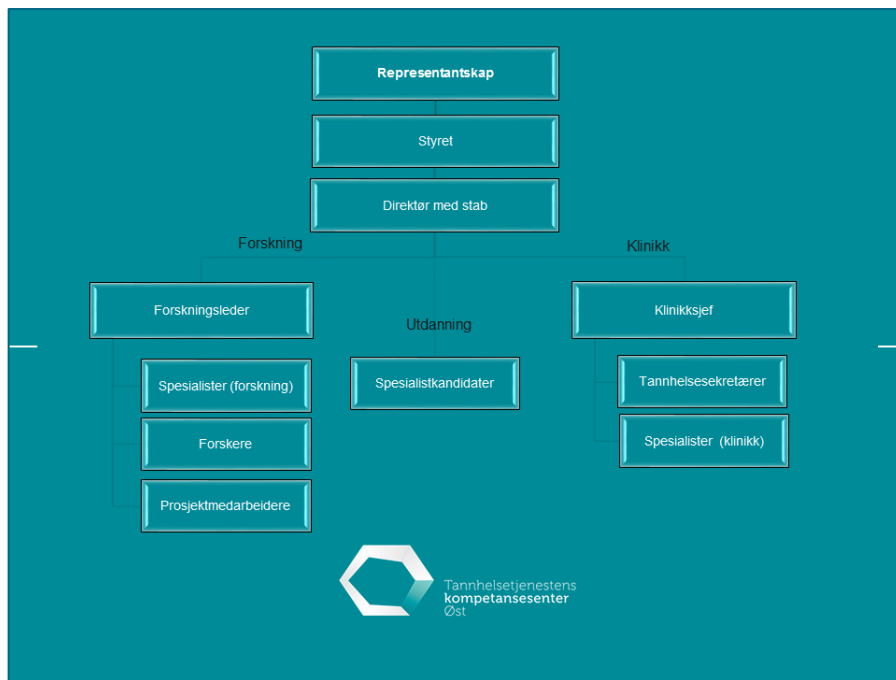 Representantskap
Styret
Direktør med stab
Forskning
Klinikk
Forskningsleder
Klinikksjef
Utdanning
Spesialister (forskning)
Spesialistkandidater
Tannhelsesekretærer
Forskere
Spesialister (klinikk)
Prosjektmedarbeidere
Tannhelsetjenestens
kompetansesenter
Øst